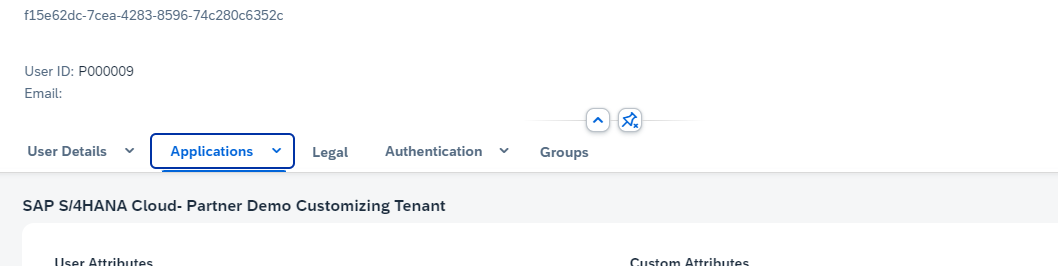 f15e62dc-7cea-4283-8596-74c280c6352c
User ID: P000009
Email:
User Details Applications Legal Authentication Groups
SAP S/4HANA Cloud- Partner Demo Customizing Tenant
User Attributes Custom Attributes